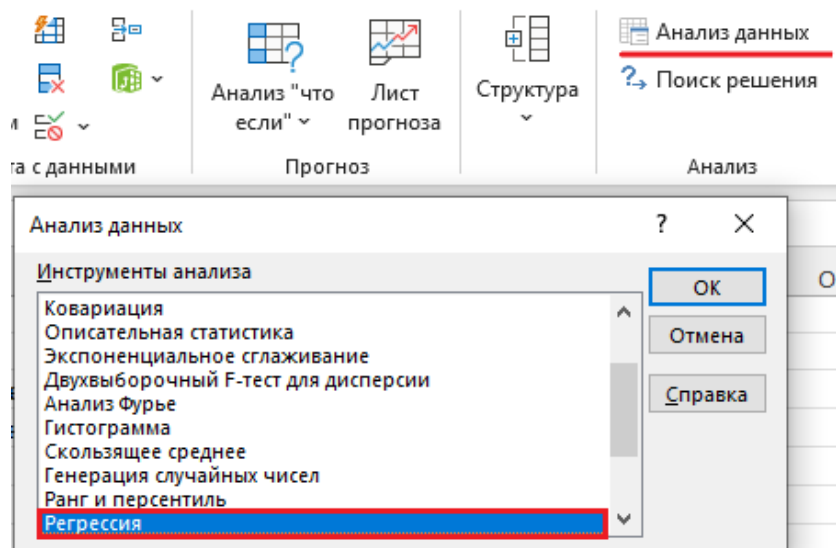 Анализ "что
если"
Лист
прогноза
Структура
Анализ данных
Поиск решения
с данными
Прогноз
Анализ
Анализ данных
?
Инструменты анализа
Ковариация
Описательная статистика
Экспоненциальное сглаживание
Двухвыборочный F-тест для дисперсии
Анализ Фурье
Гистограмма
Скользящее среднее
Генерация случайных чисел
Ранг и персентиль
Регрессия
ОК
Отмена
Справка